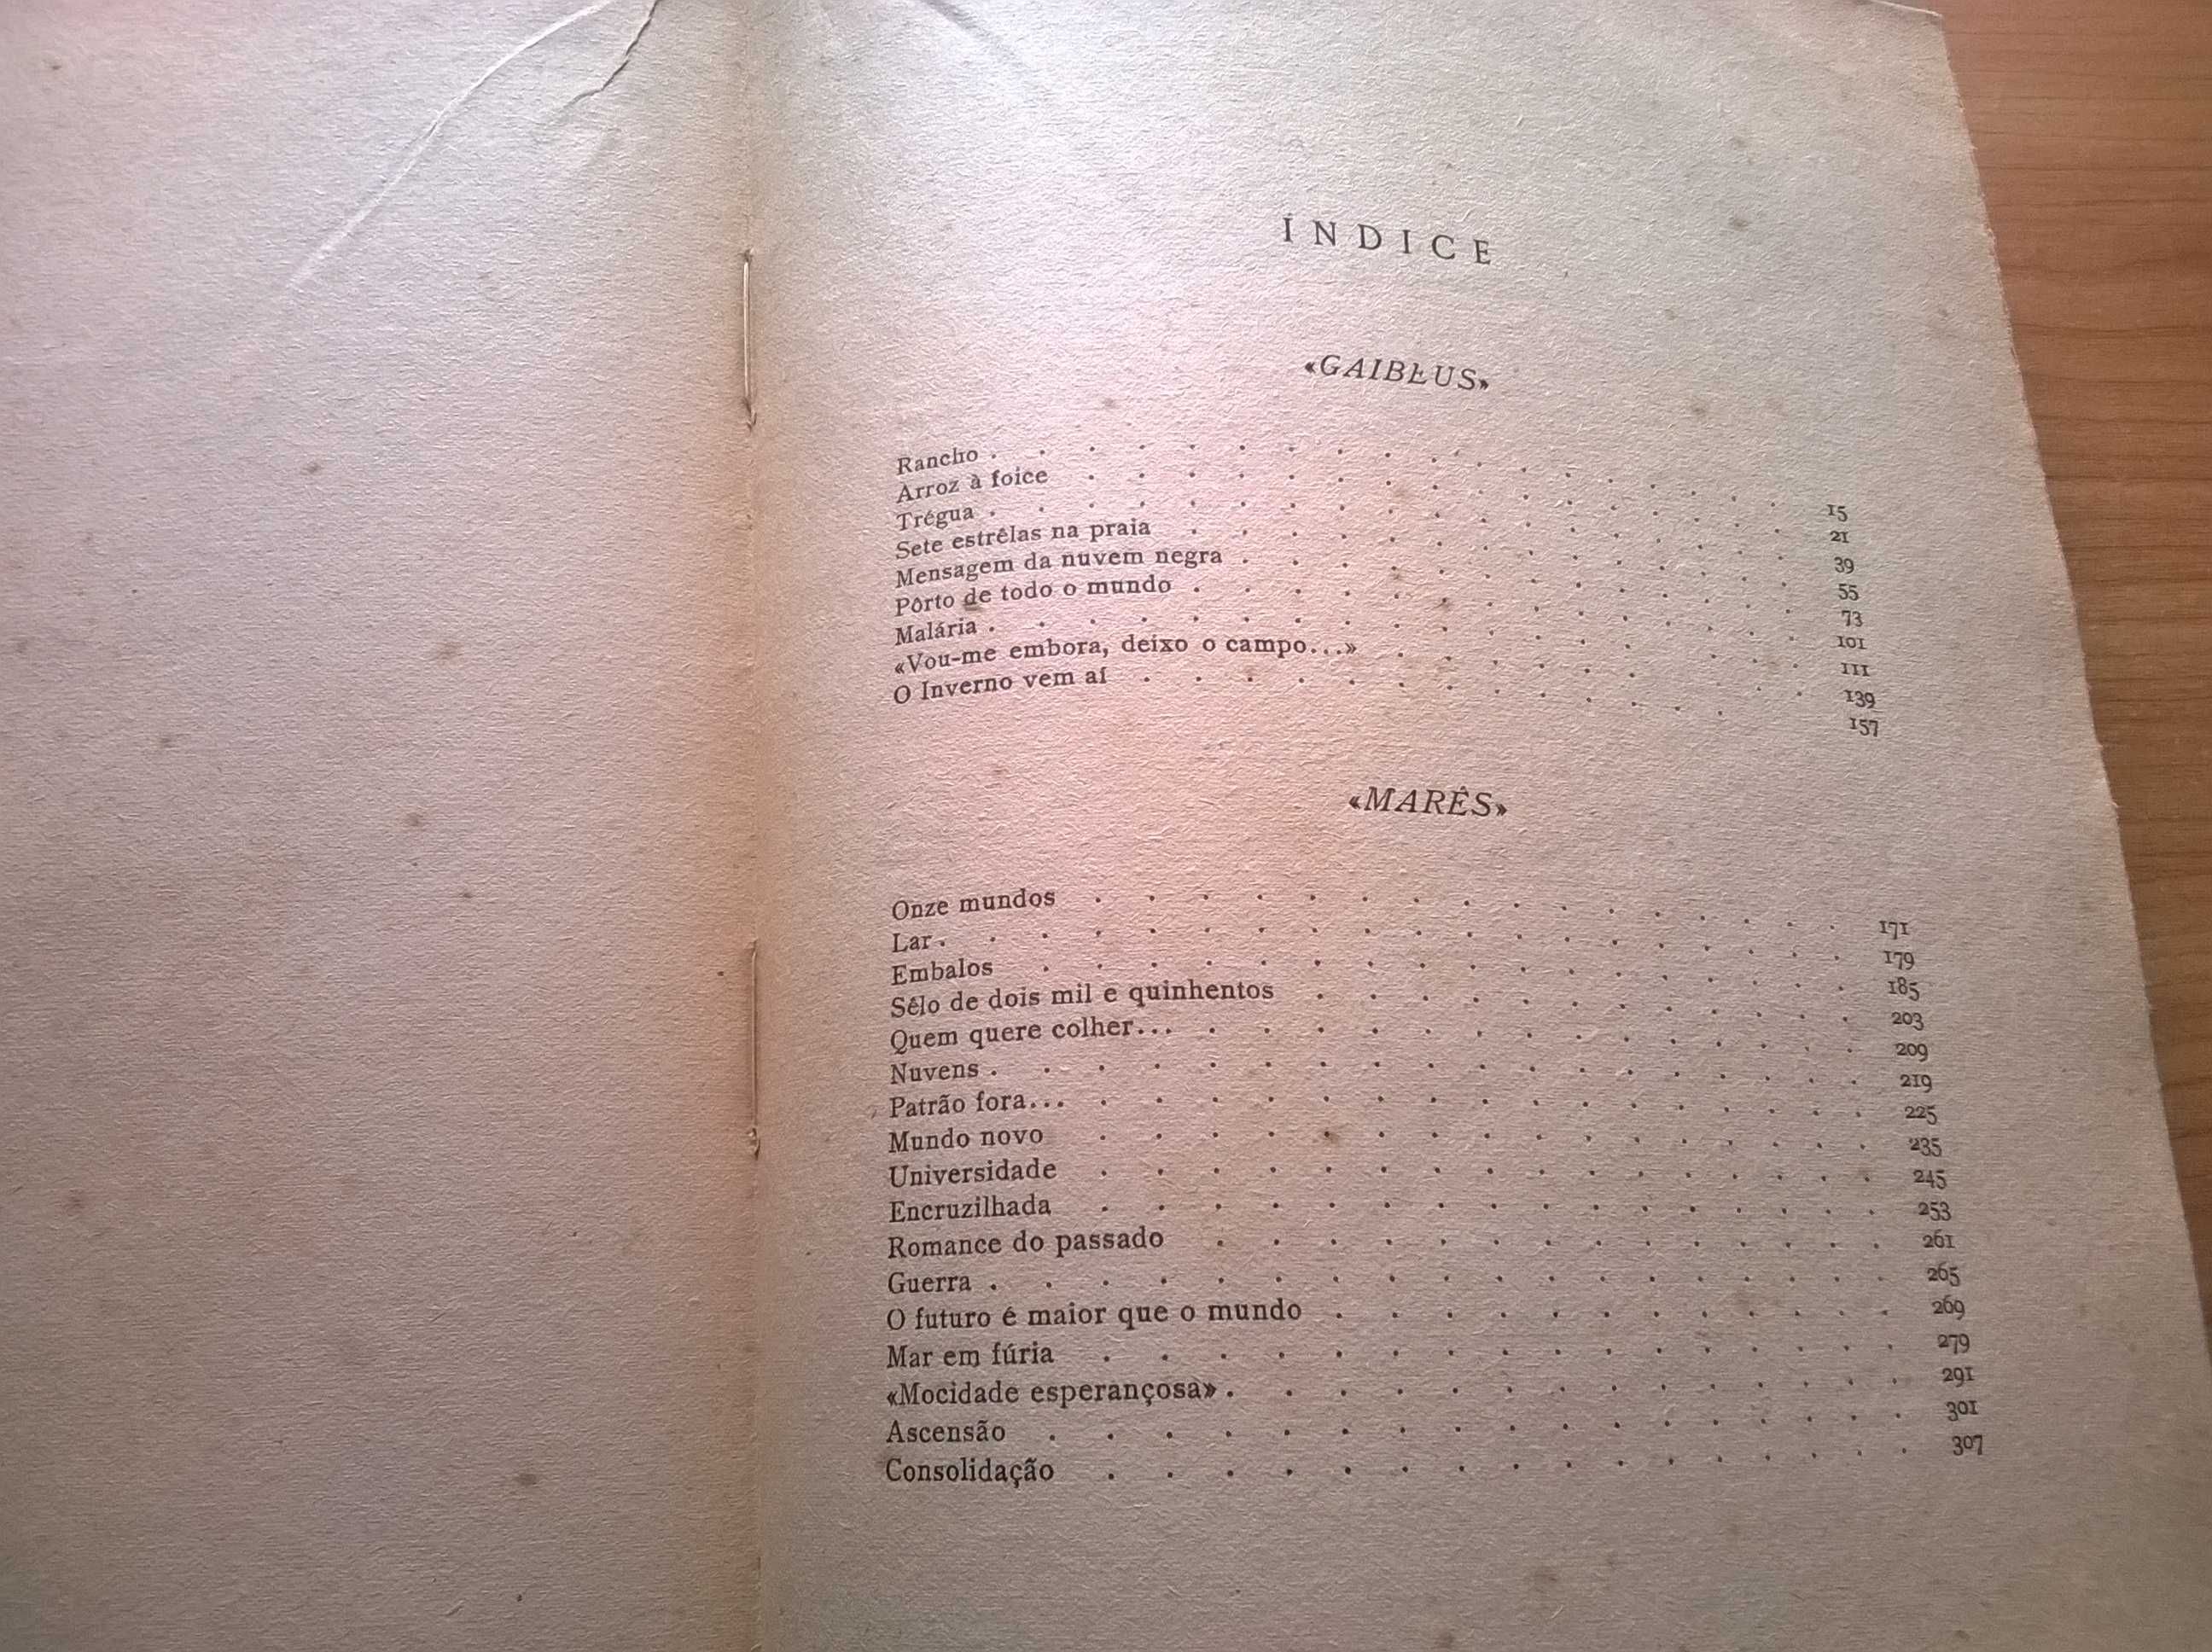 ÍNDICE
«GAIBÉUS»
Rancho . . . . . . . . . . . . . . . . 15
Arroz à foice . . . . . . . . . . . . . . 21
Trégua . . . . . . . . . . . . . . . . 39
Sete estrêlas na praia . . . . . . . . . . . . 55
Mensagem da nuvem negra . . . . . . . . . . . 73
Pôrto de todo o mundo . . . . . . . . . . . . 101
Malária . . . . . . . . . . . . . . . . 111
«Vou-me embora, deixo o campo...» . . . . . . . . . 139
O Inverno vem aí . . . . . . . . . . . . 157
«MARÉS»
Onze mundos . . . . . . . . . . . . . . 171
Lar . . . . . . . . . . . . . . . . . 179
Embalos . . . . . . . . . . . . . . . 185
Sêlo de dois mil e quinhentos . . . . . . . . . . 203
Quem quere colher... . . . . . . . . . . . . 209
Nuvens . . . . . . . . . . . . . . . . 219
Patrão fora... . . . . . . . . . . . . . . 225
Mundo novo . . . . . . . . . . . . . . 235
Universidade . . . . . . . . . . . . . . 245
Encruzilhada . . . . . . . . . . . . . . 253
Romance do passado . . . . . . . . . . . . 261
Guerra . . . . . . . . . . . . . . . . 265
O futuro é maior que o mundo . . . . . . . . . . 269
Mar em fúria . . . . . . . . . . . . . . 279
«Mocidade esperançosa» . . . . . . . . . . . . 291
Ascensão . . . . . . . . . . . . . . . 301
Consolidação . . . . . . . . . . . . . . 307